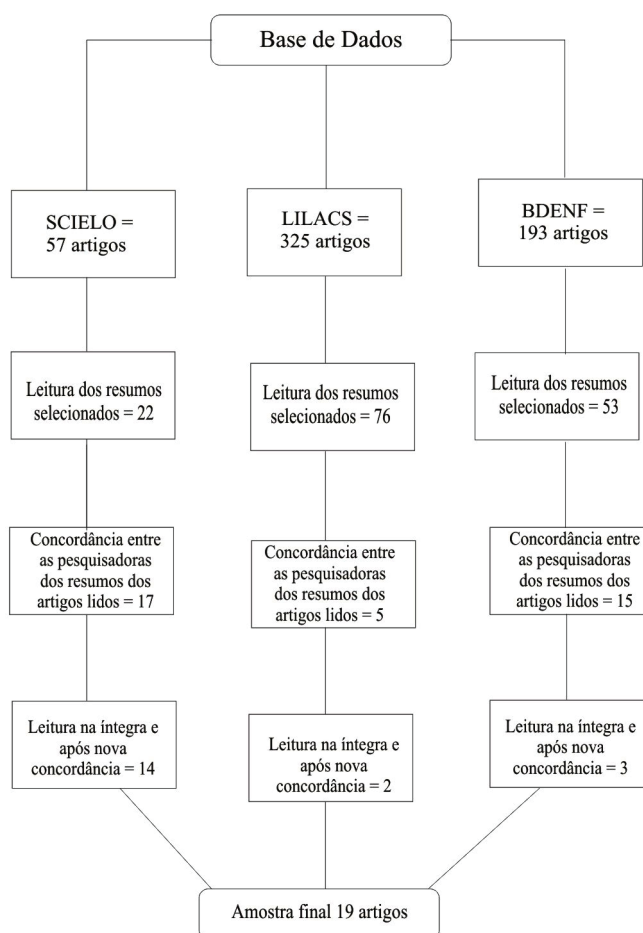 Base de Dados
SCIELO =
57 artigos
LILACS =
325 artigos
BDENF =
193 artigos
Leitura dos resumos
selecionados = 22
Leitura dos resumos
selecionados = 76
Leitura dos resumos
selecionados = 53
Concordância entre
as pesquisadoras
dos resumos dos
artigos lidos = 17
Concordância entre
as pesquisadoras
dos resumos dos
artigos lidos = 5
Concordância entre
as pesquisadoras
dos resumos dos
artigos lidos = 15
Leitura na íntegra e
após nova
concordância = 14
Leitura na íntegra e
após nova
concordância = 2
Leitura na íntegra e
após nova
concordância = 3
Amostra final 19 artigos